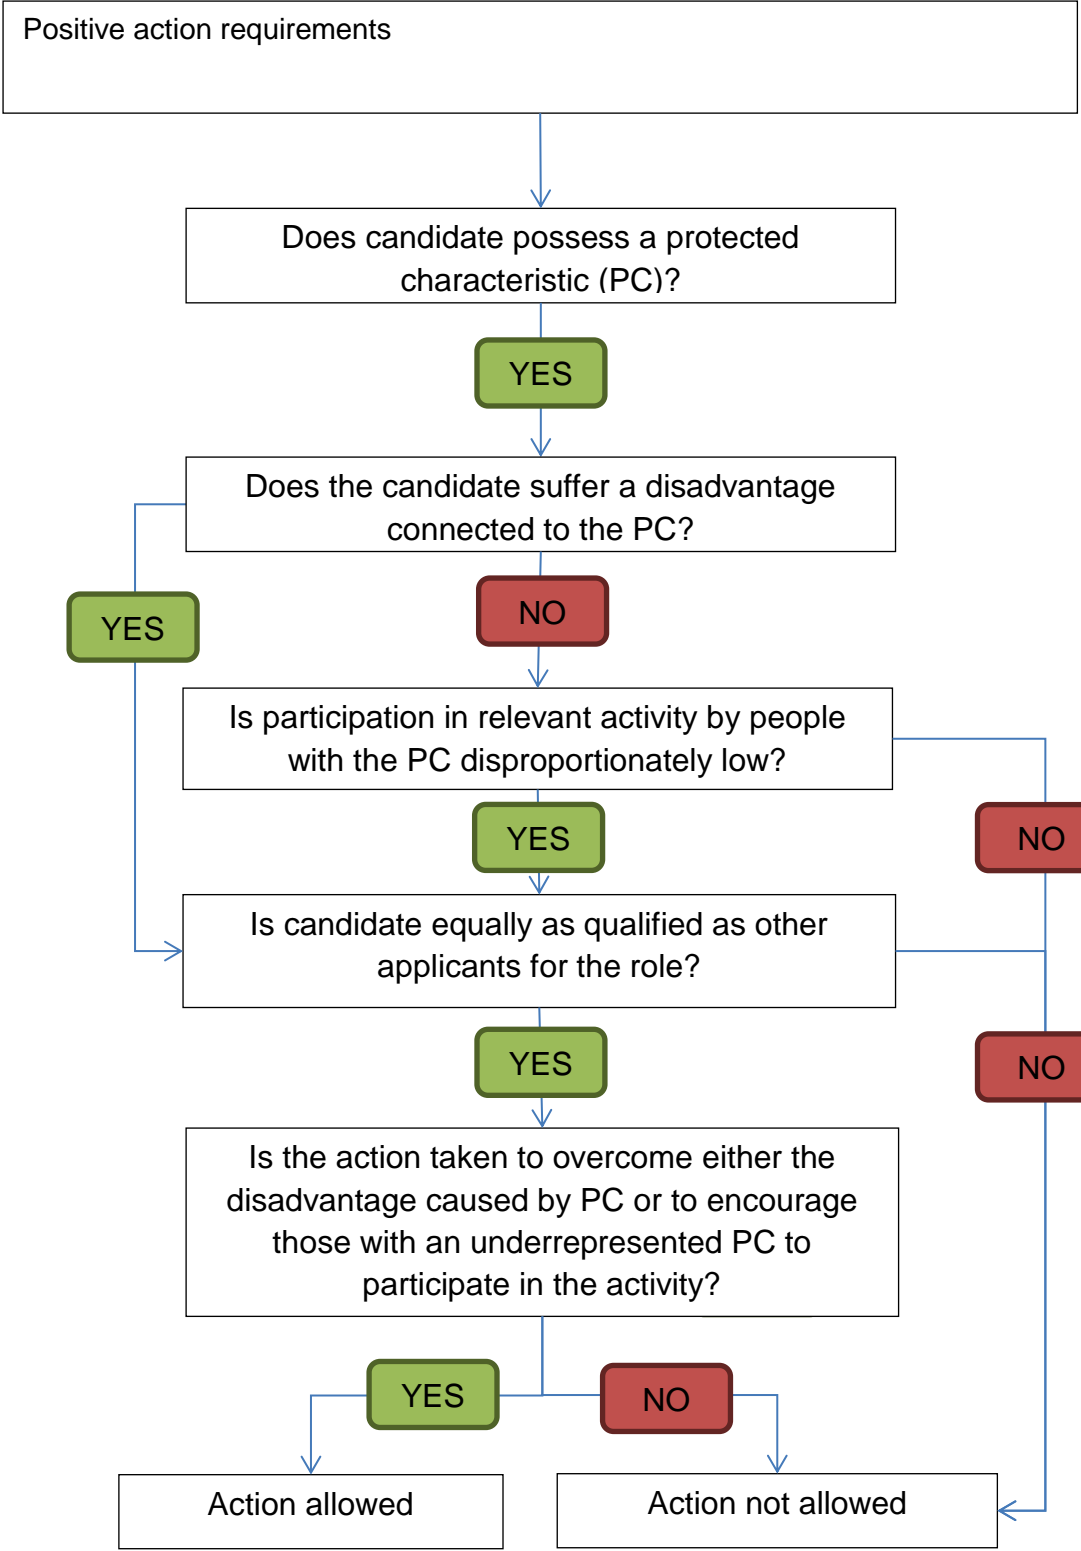 Positive action requirements
Does candidate possess a protected
characteristic (PC)?
YES
Does the candidate suffer a disadvantage
connected to the PC?
YES
NO
Is participation in relevant activity by people
with the PC disproportionately low?
YES
NO
Is candidate equally as qualified as other
applicants for the role?
YES
NO
Is the action taken to overcome either the
disadvantage caused by PC or to encourage
those with an underrepresented PC to
participate in the activity?
YES
NO
Action allowed
Action not allowed